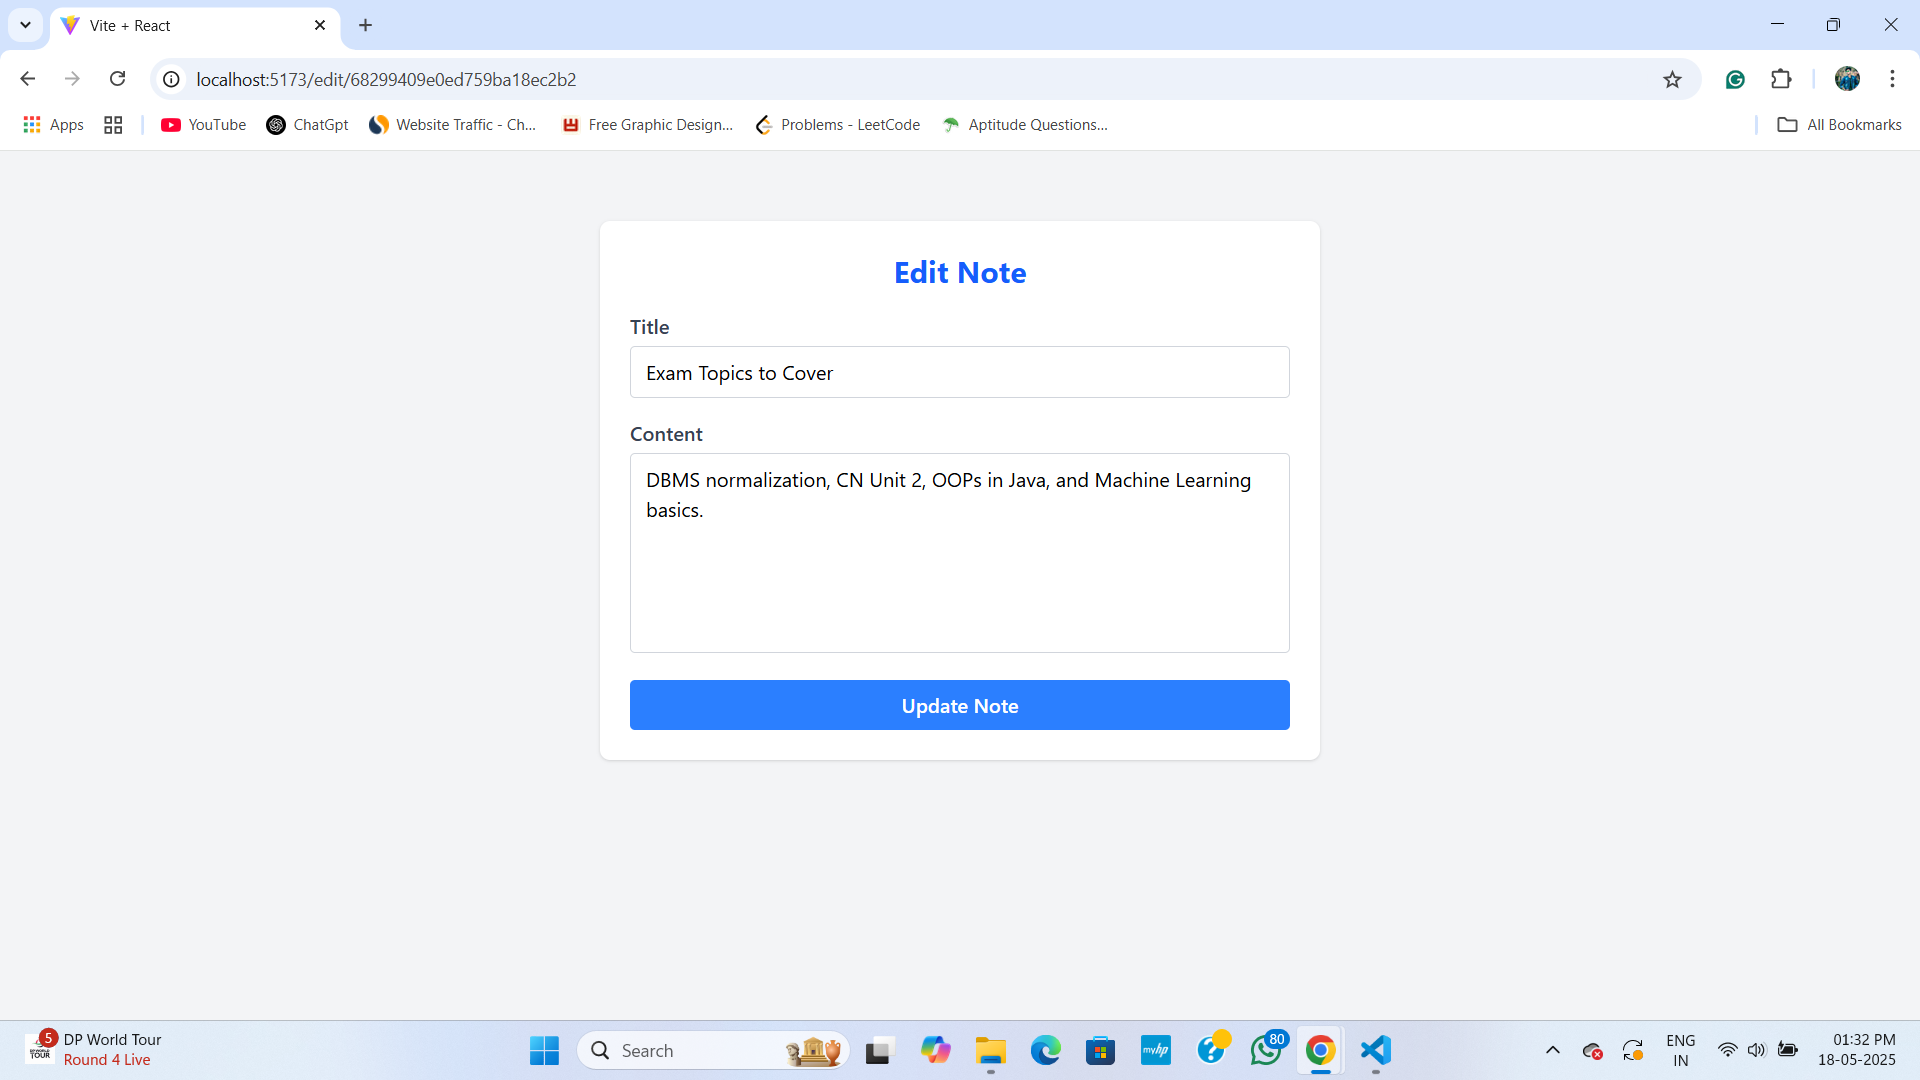 Vite + React
localhost:5173/edit/68299409e0ed759ba18ec2b2
Apps
YouTube
ChatGpt
Website Traffic - Ch...
Free Graphic Design...
Problems - LeetCode
Aptitude Questions...
All Bookmarks
Edit Note
Title
Exam Topics to Cover
Content
DBMS normalization, CN Unit 2, OOPs in Java, and Machine Learning
basics.
Update Note
5
DP World Tour
Round 4 Live
Search
myhp
80
ENG
IN
01:32 PM
18-05-2025